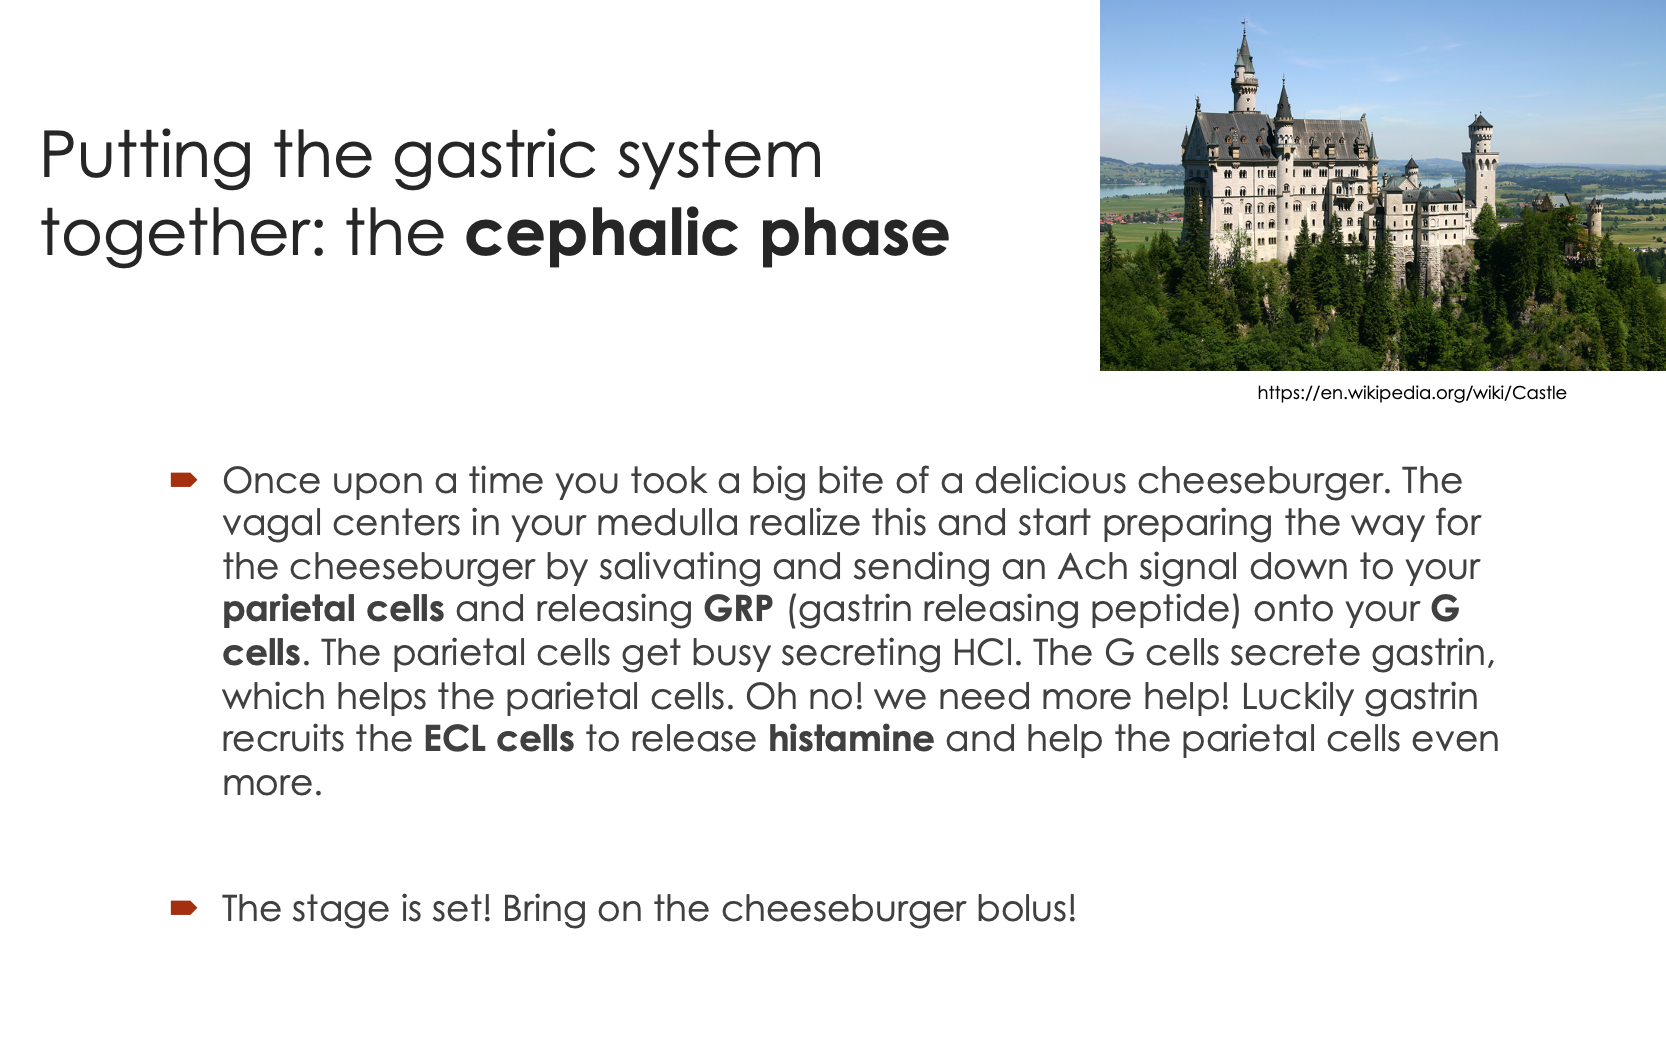 Putting the gastric system
together: the cephalic phase
https://en.wikipedia.org/wiki/Castle
Once upon a time you took a big bite of a delicious cheeseburger. The
vagal centers in your medulla realize this and start preparing the way for
the cheeseburger by salivating and sending an Ach signal down to your
parietal cells and releasing GRP (gastrin releasing peptide) onto your G
cells. The parietal cells get busy secreting HCl. The G cells secrete gastrin,
which helps the parietal cells. Oh no! we need more help! Luckily gastrin
recruits the ECL cells to release histamine and help the parietal cells even
more.
The stage is set! Bring on the cheeseburger bolus!